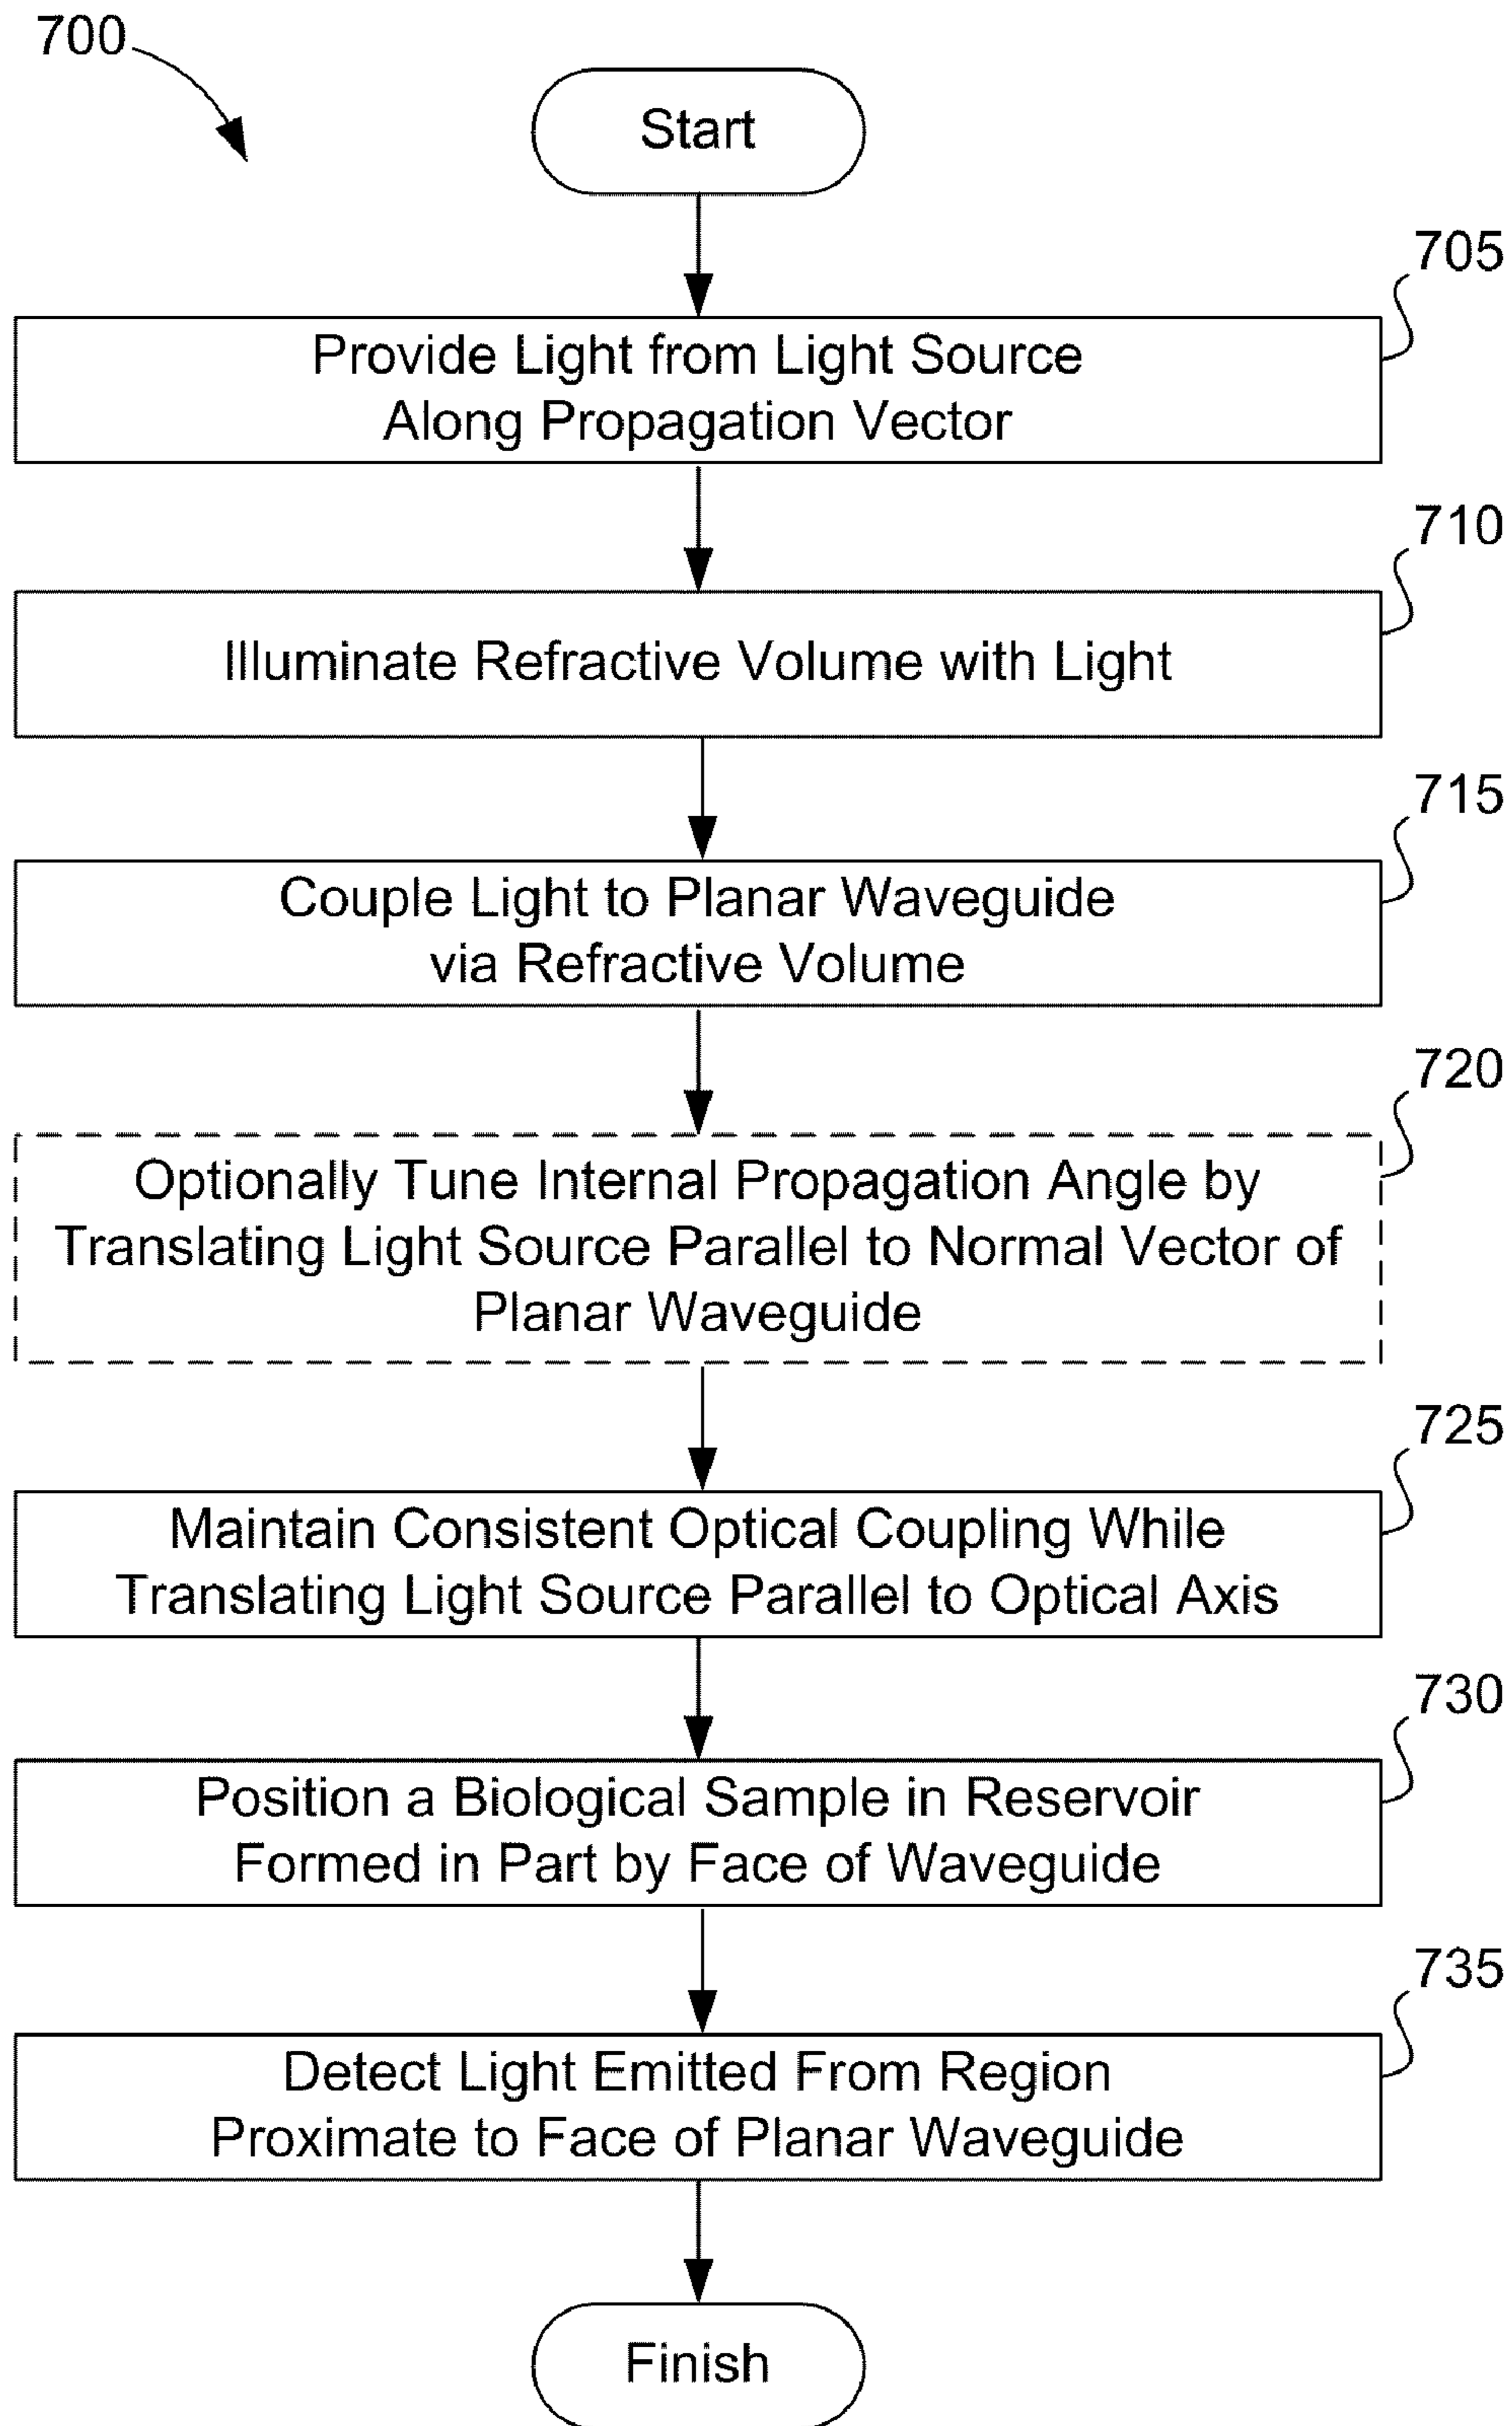 700
Start
705
Provide Light from Light Source
Along Propagation Vector
710
Illuminate Refractive Volume with Light
715
Couple Light to Planar Waveguide
via Refractive Volume
720
Optionally Tune Internal Propagation Angle by
Translating Light Source Parallel to Normal Vector of
Planar Waveguide
725
Maintain Consistent Optical Coupling While
Translating Light Source Parallel to Optical Axis
730
Position a Biological Sample in Reservoir
Formed in Part by Face of Waveguide
735
Detect Light Emitted From Region
Proximate to Face of Planar Waveguide
Finish